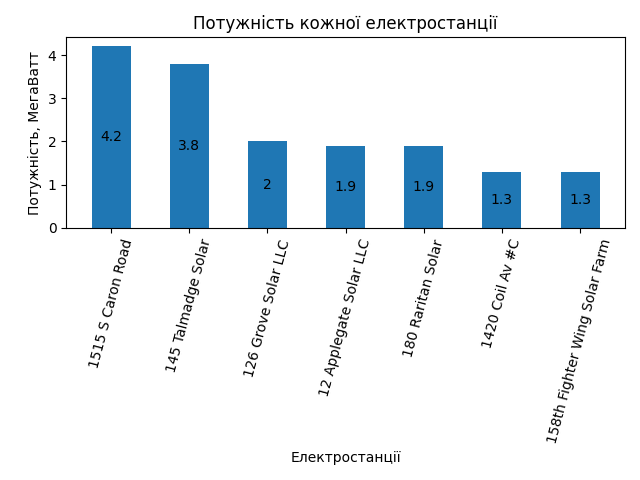 Потужність кожної електростанції
Потужність, МегаВатт
4
3
2
1
0
4.2
3.8
2
1.9
1.9
1.3
1.3
1515 S Caron Road
145 Talmadge Solar
126 Grove Solar LLC
12 Applegate Solar LLC
180 Raritan Solar
1420 Coil Av #C
158th Fighter Wing Solar Farm
Електростанції